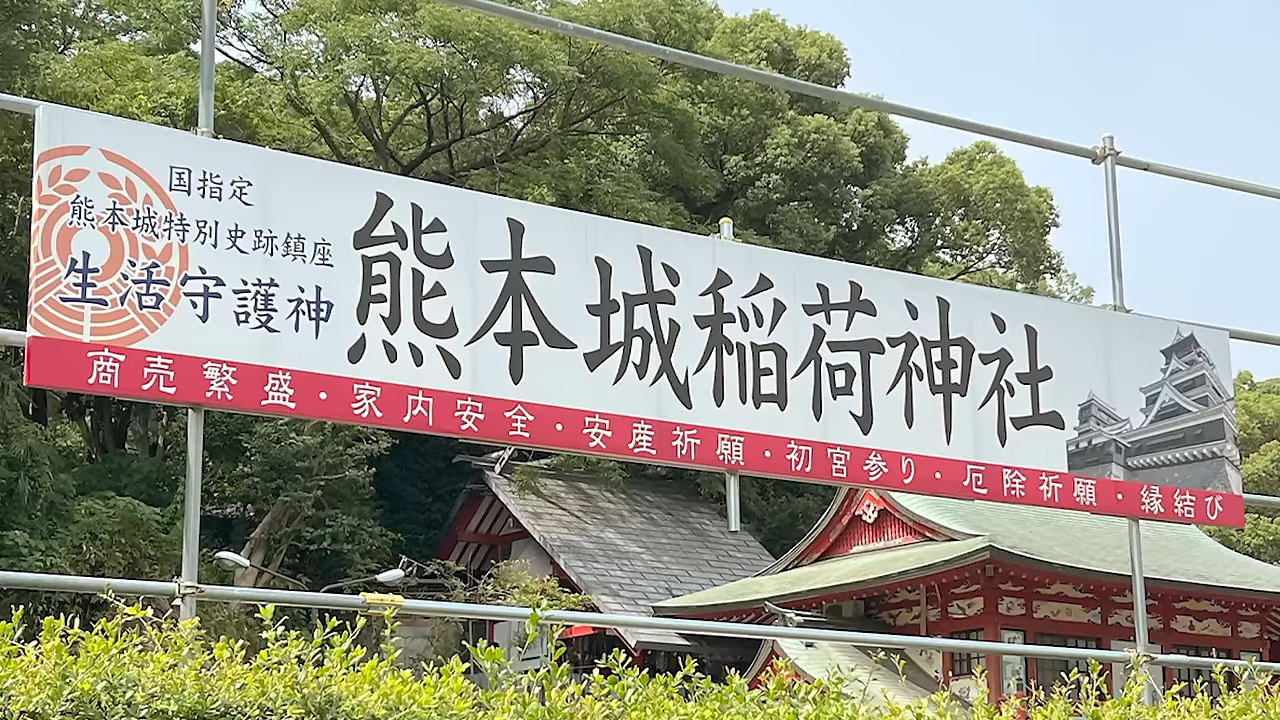 国指定
熊本城特別史跡鎮座
生活守護神
熊本城稲荷神社
商売繁盛・家内安全・安産祈願・初宮参り・厄除祈願・縁結び